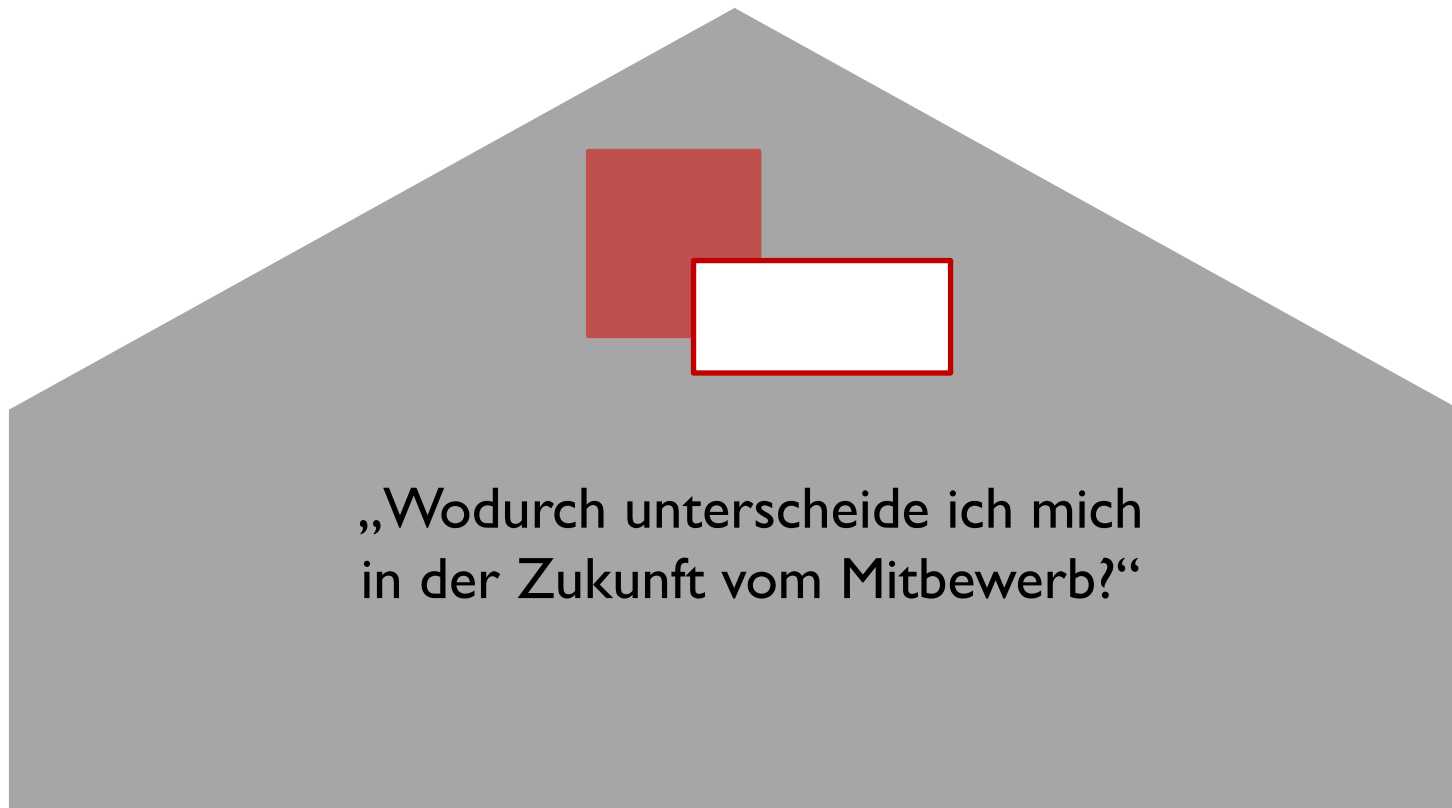 „Wodurch unterscheide ich mich
in der Zukunft vom Mitbewerb?“